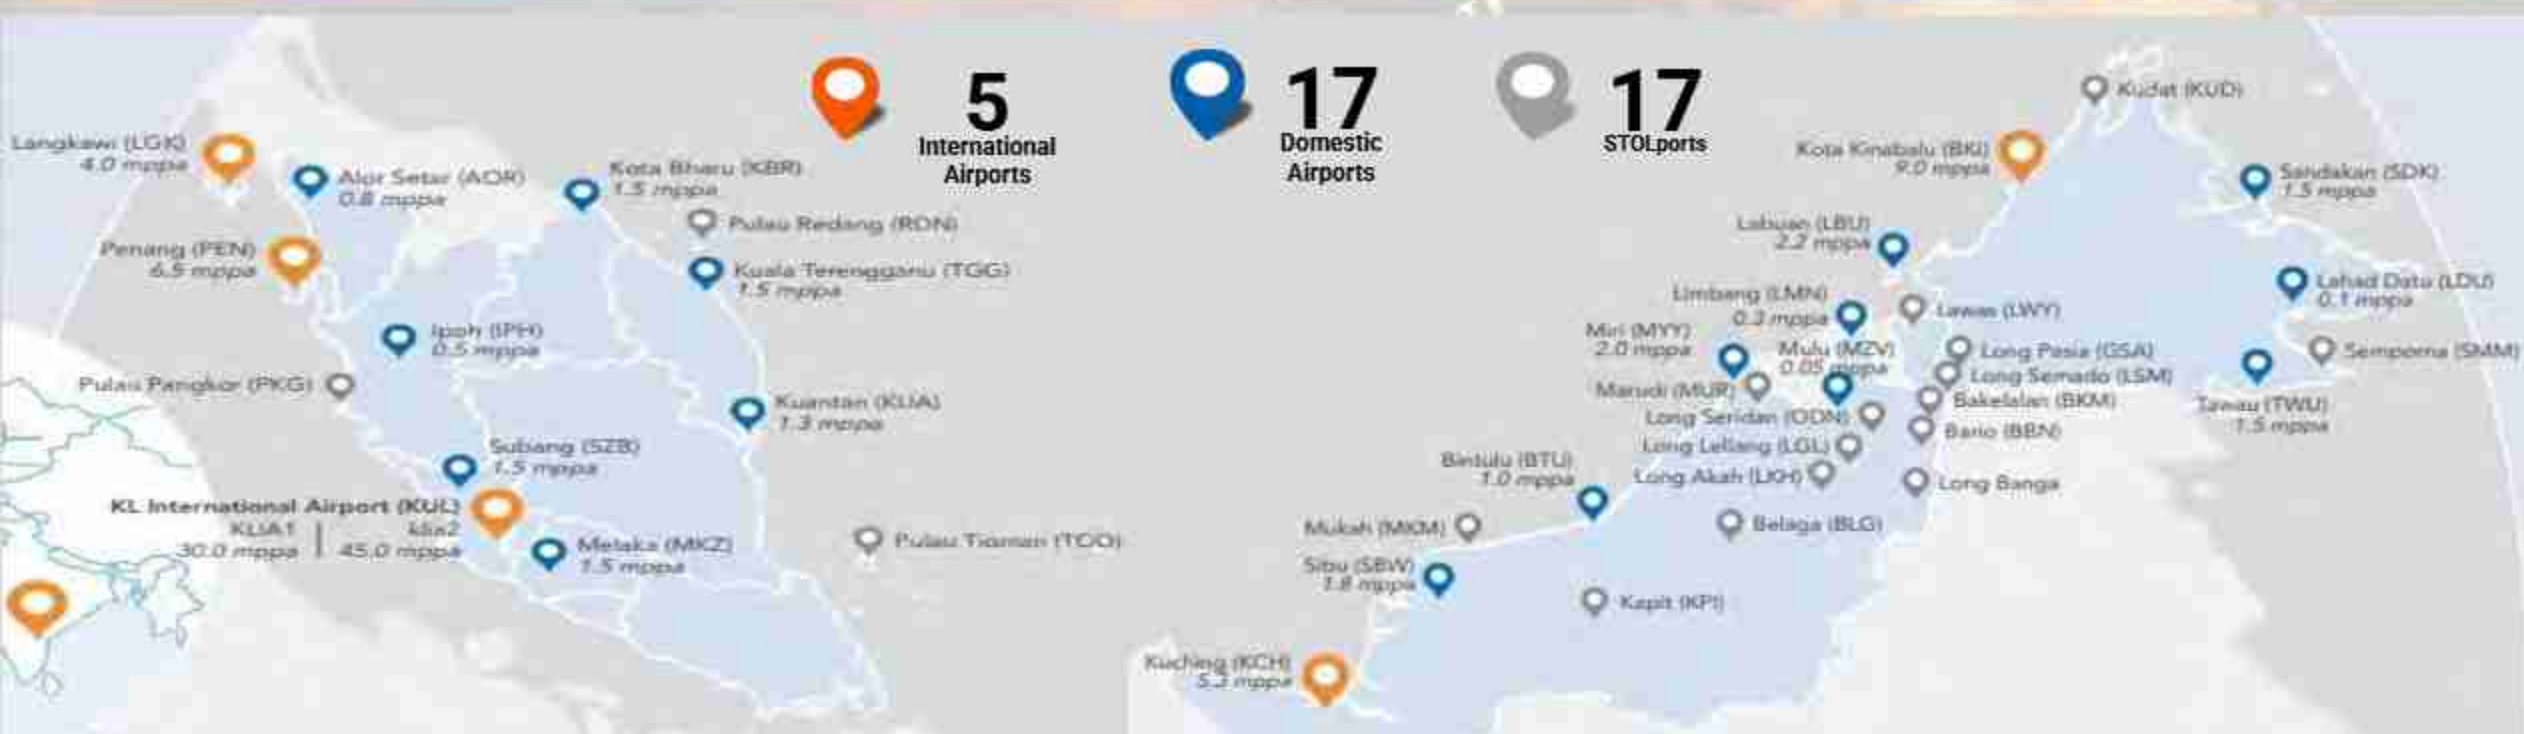 5
International
Airports
17
Domestic
Airports
17
STOLports
Langkawi (LGK)
4.0 mppa
Alor Setar (AOR)
0.8 mppa
Kota Bharu (KBR)
1.5 mppa
Pulau Redang (RDN)
Penang (PEN)
6.5 mppa
Kuala Terengganu (TGG)
1.5 mppa
Ipoh (IPH)
0.5 mppa
Pulau Pangkor (PKG)
Kuantan (KUA)
1.3 mppa
Subang (SZB)
1.5 mppa
KL International Airport (KUL)
KLIA1 | klia2
30.0 mppa | 45.0 mppa
Melaka (MKZ)
1.5 mppa
Pulau Tioman (TOD)
Kudat (KUD)
Kota Kinabalu (BKI)
9.0 mppa
Sandakan (SDK)
1.5 mppa
Labuan (LBU)
2.2 mppa
Lahad Datu (LDU)
0.1 mppa
Limbang (LMN)
0.3 mppa
Lawas (LWY)
Miri (MYY)
2.0 mppa
Mulu (MZV)
0.05 mppa
Long Pasia (GSA)
Semporna (SMM)
Long Semado (LSM)
Marudi (MUR)
Bakelalan (BKM)
Tawau (TWU)
1.5 mppa
Long Seridan (ODN)
Bario (BBN)
Long Lellang (LGL)
Bintulu (BTU)
1.0 mppa
Long Akah (LKH)
Long Banga
Mukah (MKM)
Belaga (BLG)
Sibu (SBW)
1.8 mppa
Kapit (KPI)
Kuching (KCH)
mppa